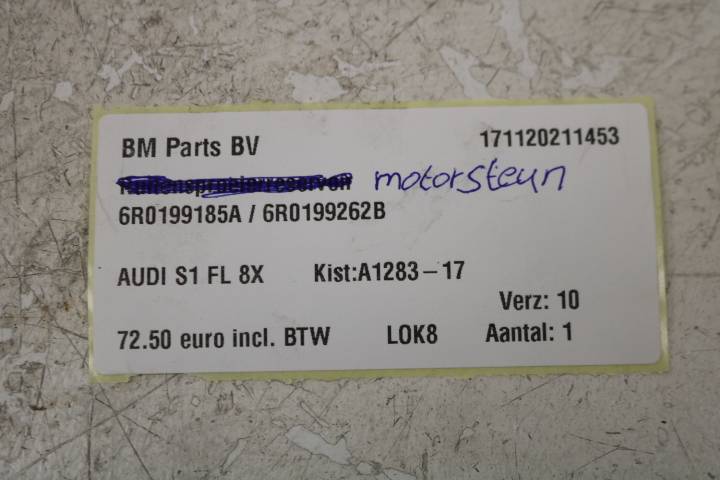 BM Parts BV 171120211453
motorsteun
6R0199185A / 6R0199262B
AUDI S1 FL 8X Kist:A1283-17
Verz: 10
72.50 euro incl. BTW LOK8 Aantal: 1